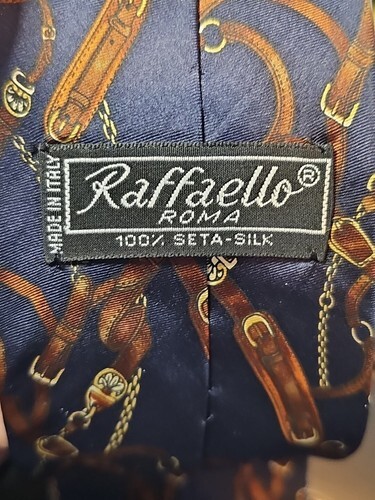 MADE IN ITALY
Raffaello®
ROMA
100% SETA-SILK